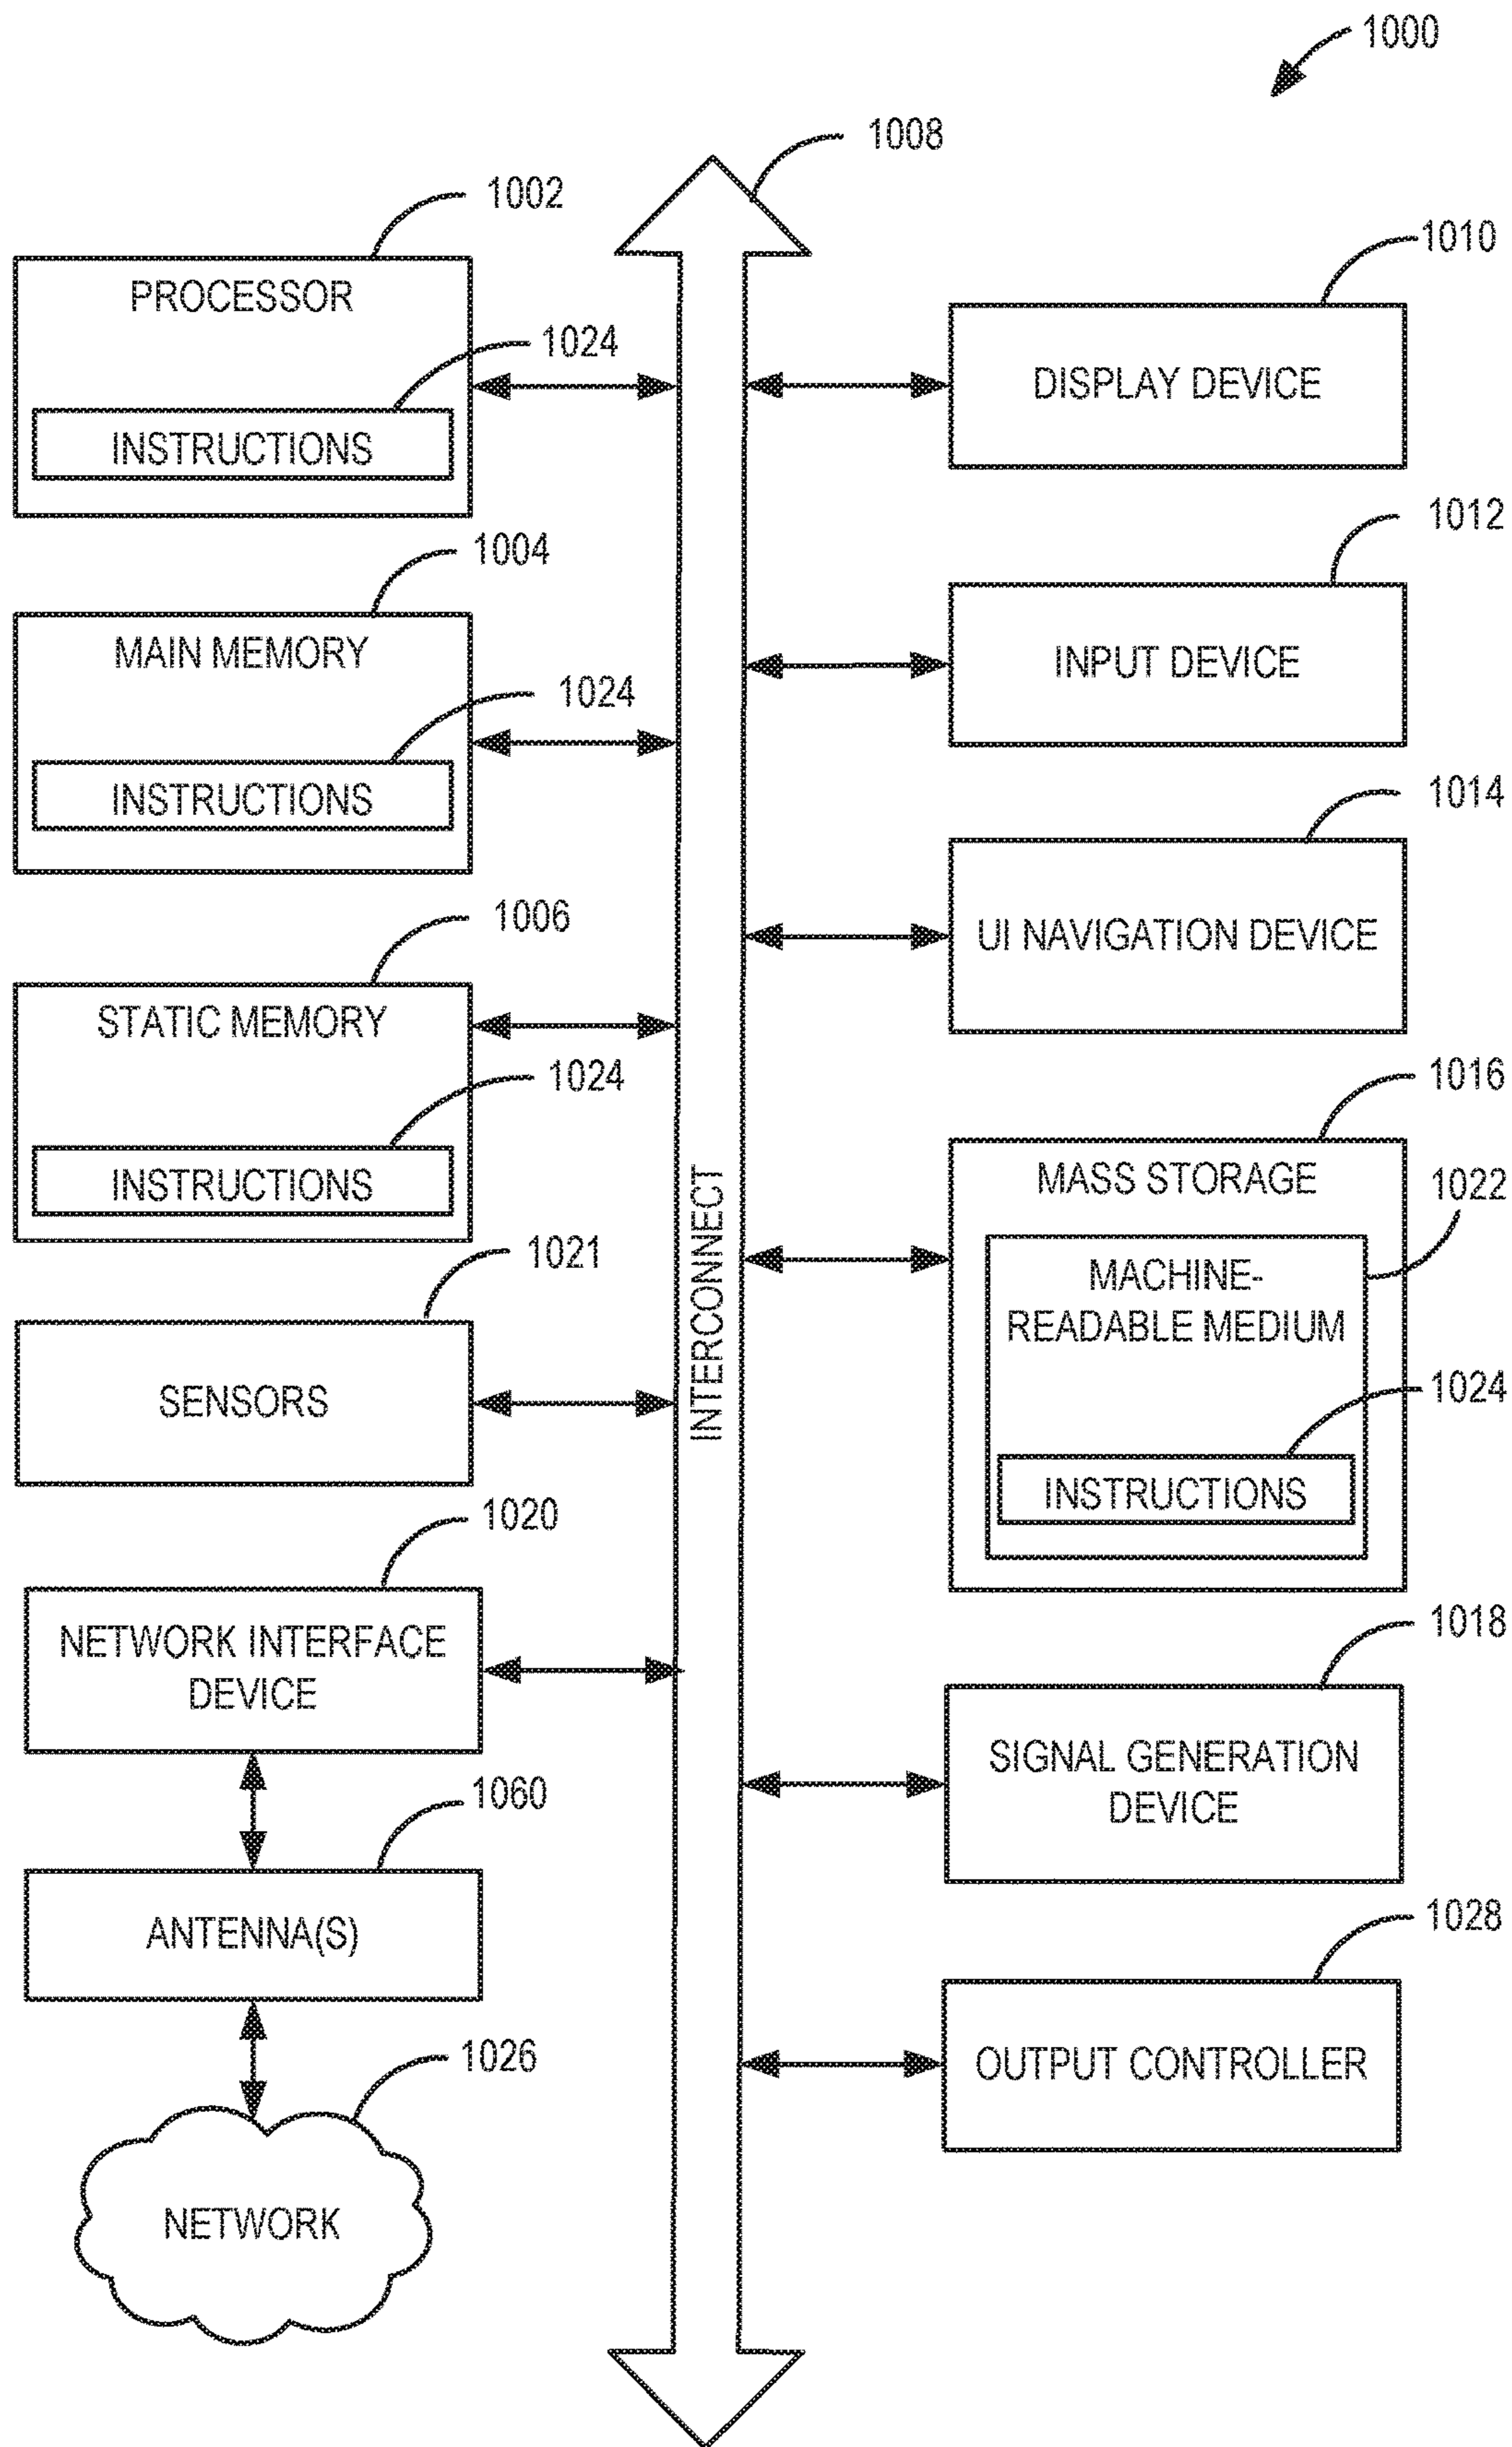 1000
1008
1002
PROCESSOR
1024
INSTRUCTIONS
1004
MAIN MEMORY
1024
INSTRUCTIONS
1006
STATIC MEMORY
1024
INSTRUCTIONS
1021
SENSORS
1020
NETWORK INTERFACE
DEVICE
1060
ANTENNA(S)
1026
NETWORK
INTERCONNECT
1010
DISPLAY DEVICE
1012
INPUT DEVICE
1014
UI NAVIGATION DEVICE
1016
MASS STORAGE
1022
MACHINE-
READABLE MEDIUM
1024
INSTRUCTIONS
1018
SIGNAL GENERATION
DEVICE
1028
OUTPUT CONTROLLER